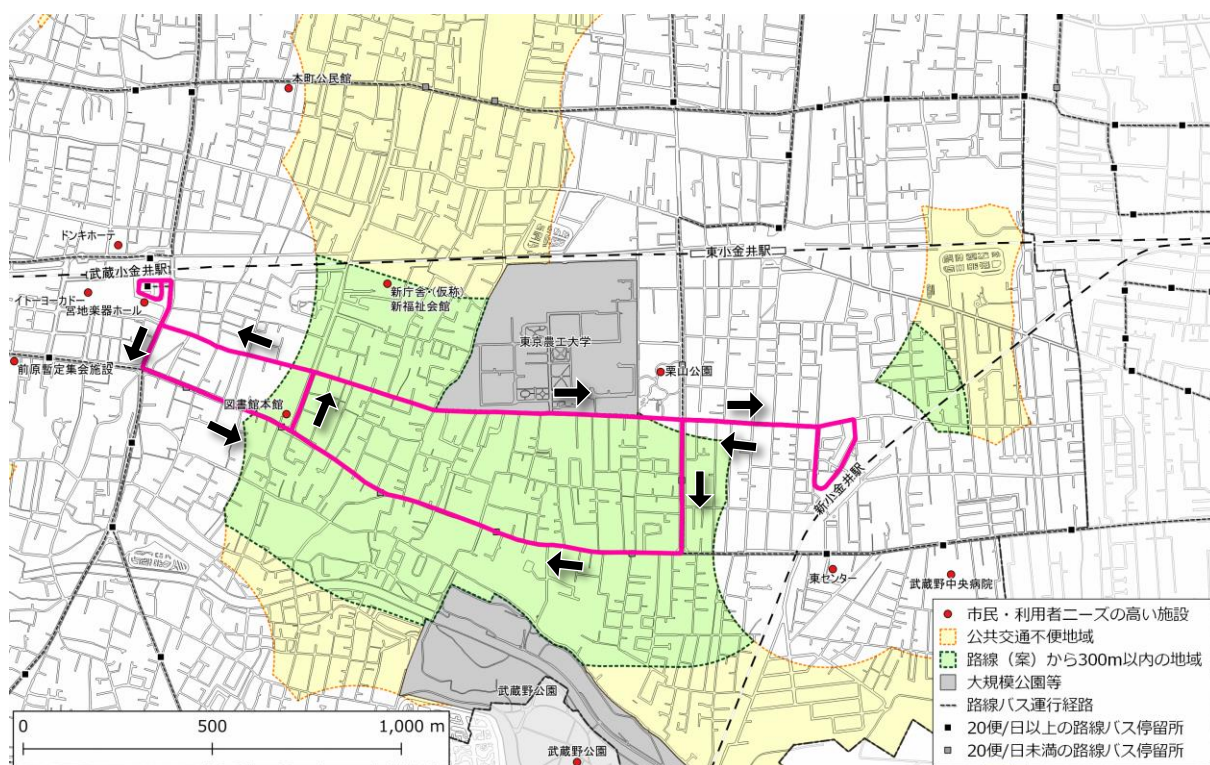 本町公民館
ドンキホーテ
武蔵小金井駅
東小金井駅
イトーヨーカドー
宮地楽器ホール
新庁舎・(仮称)
新福祉会館
東京農工大学
栗山公園
前原暫定集会施設
図書館本館
新小金井駅
東センター
武蔵野中央病院
武蔵野公園
武蔵野公園
0 500 1,000 m
市民・利用者ニーズの高い施設
公共交通不便地域
路線(案)から300m以内の地域
大規模公園等
路線バス運行経路
20便/日以上の路線バス停留所
20便/日未満の路線バス停留所